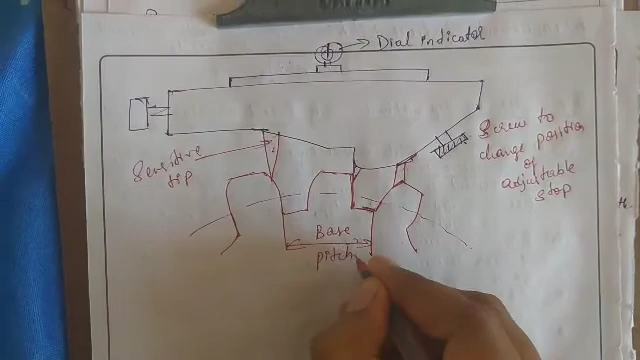 Dial indicator
Sensitive
tip
Screw to
change position
of
adjustable
stop
Base
pitch